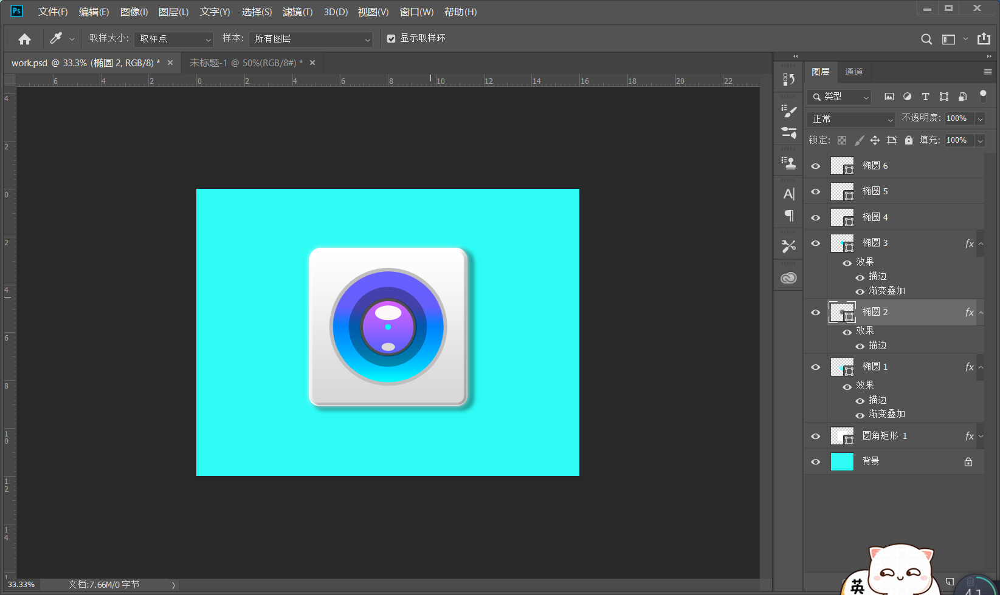 Ps 文件(F) 编辑(E) 图像(I) 图层(L) 文字(Y) 选择(S) 滤镜(T) 3D(D) 视图(V) 窗口(W) 帮助(H)
取样大小: 取样点 样本: 所有图层 显示取样环
work.psd @ 33.3% (椭圆 2, RGB/8) * × 未标题-1 @ 50%(RGB/8#) * ×
6 4 2 0 2 4 6 8 10 12 14 16 18 20 22
4
2
0
2
4
6
8
10
12
14
1
图层 通道
类型
正常 不透明度: 100%
锁定: 填充: 100%
椭圆 6
椭圆 5
椭圆 4
椭圆 3 fx
效果
描边
渐变叠加
椭圆 2 fx
效果
描边
椭圆 1 fx
效果
描边
渐变叠加
圆角矩形 1 fx
背景
33.33% 文档:7.66M/0 字节
英
41